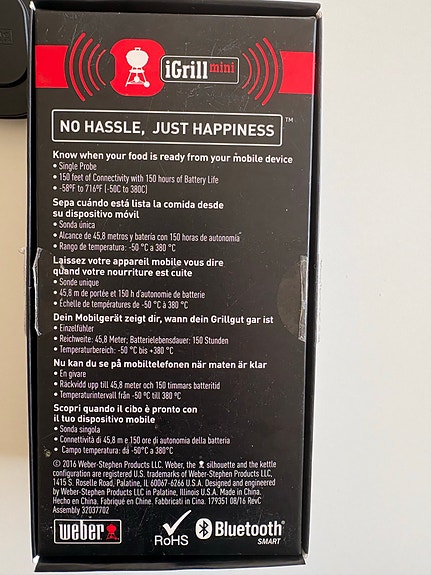 iGrill mini
NO HASSLE, JUST HAPPINESS ™
Know when your food is ready from your mobile device
• Single Probe
• 150 feet of Connectivity with 150 hours of Battery Life
• -58°F to 716°F [-50C to 380C]
Sepa cuándo está lista la comida desde
su dispositivo móvil
• Sonda única
• Alcance de 45,8 metros y batería con 150 horas de autonomía
• Rango de temperatura: -50 °C a 380 °C
Laissez votre appareil mobile vous dire
quand votre nourriture est cuite
• Sonde unique
• 45,8 m de portée et 150 h d'autonomie de batterie
• Échelle de températures de -50 °C à 380 °C
Dein Mobilgerät zeigt dir, wann dein Grillgut gar ist
• Einzelfühler
• Reichweite: 45,8 Meter; Batterielebensdauer: 150 Stunden
• Temperaturbereich: -50 °C bis +380 °C
Nu kan du se på mobiltelefonen när maten är klar
• En givare
• Räckvidd upp till 45,8 meter och 150 timmars batteritid
• Temperaturintervall från -50 °C till 380 °C
Scopri quando il cibo è pronto con
il tuo dispositivo mobile
• Sonda singola
• Connettività di 45,8 m e 150 ore di autonomia della batteria
• Campo temperatura: da -50°C a 380°C
© 2016 Weber-Stephen Products LLC. Weber, the silhouette and the kettle
configuration are registered U.S. trademarks of Weber-Stephen Products LLC,
1415 S. Roselle Road, Palatine, IL 60067-6266 U.S.A. Designed and engineered
by Weber-Stephen Products LLC in Palatine, Illinois U.S.A. Made in China.
Hecho en China. Fabriqué en Chine. Fabbricati in Cina. 179351 08/16 RevC
Assembly 32037702
weber
RoHS
Bluetooth®
SMART